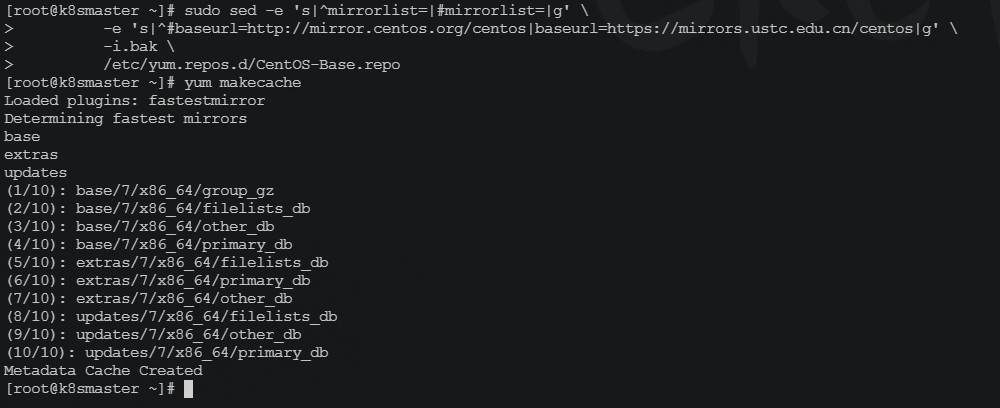 [root@k8smaster ~]# sudo sed -e 's|^mirrorlist=|#mirrorlist=|g' \
>         -e 's|^#baseurl=http://mirror.centos.org/centos|baseurl=https://mirrors.ustc.edu.cn/centos|g' \
>         -i.bak \
>         /etc/yum.repos.d/CentOS-Base.repo
[root@k8smaster ~]# yum makecache
Loaded plugins: fastestmirror
Determining fastest mirrors
base
extras
updates
(1/10): base/7/x86_64/group_gz
(2/10): base/7/x86_64/filelists_db
(3/10): base/7/x86_64/other_db
(4/10): base/7/x86_64/primary_db
(5/10): extras/7/x86_64/filelists_db
(6/10): extras/7/x86_64/primary_db
(7/10): extras/7/x86_64/other_db
(8/10): updates/7/x86_64/filelists_db
(9/10): updates/7/x86_64/other_db
(10/10): updates/7/x86_64/primary_db
Metadata Cache Created
[root@k8smaster ~]#